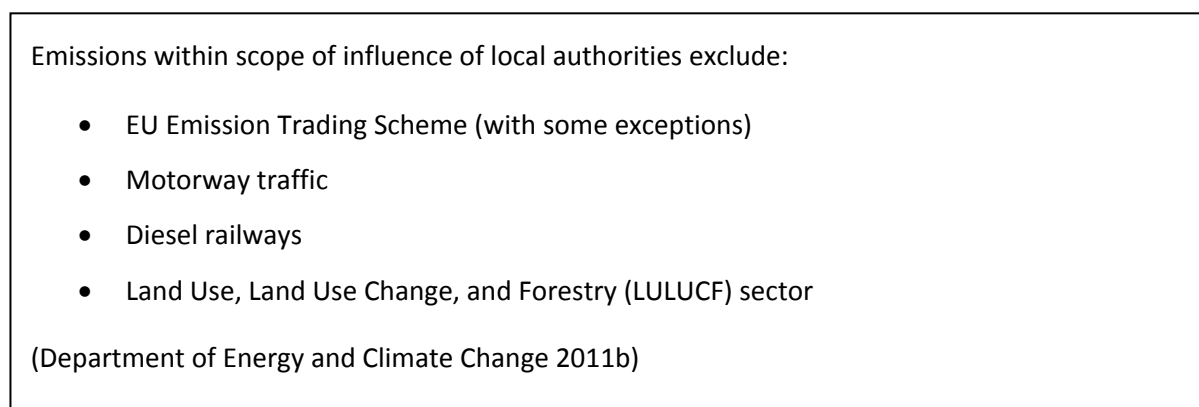 Emissions within scope of influence of local authorities exclude:
• EU Emission Trading Scheme (with some exceptions)
• Motorway traffic
• Diesel railways
• Land Use, Land Use Change, and Forestry (LULUCF) sector
(Department of Energy and Climate Change 2011b)